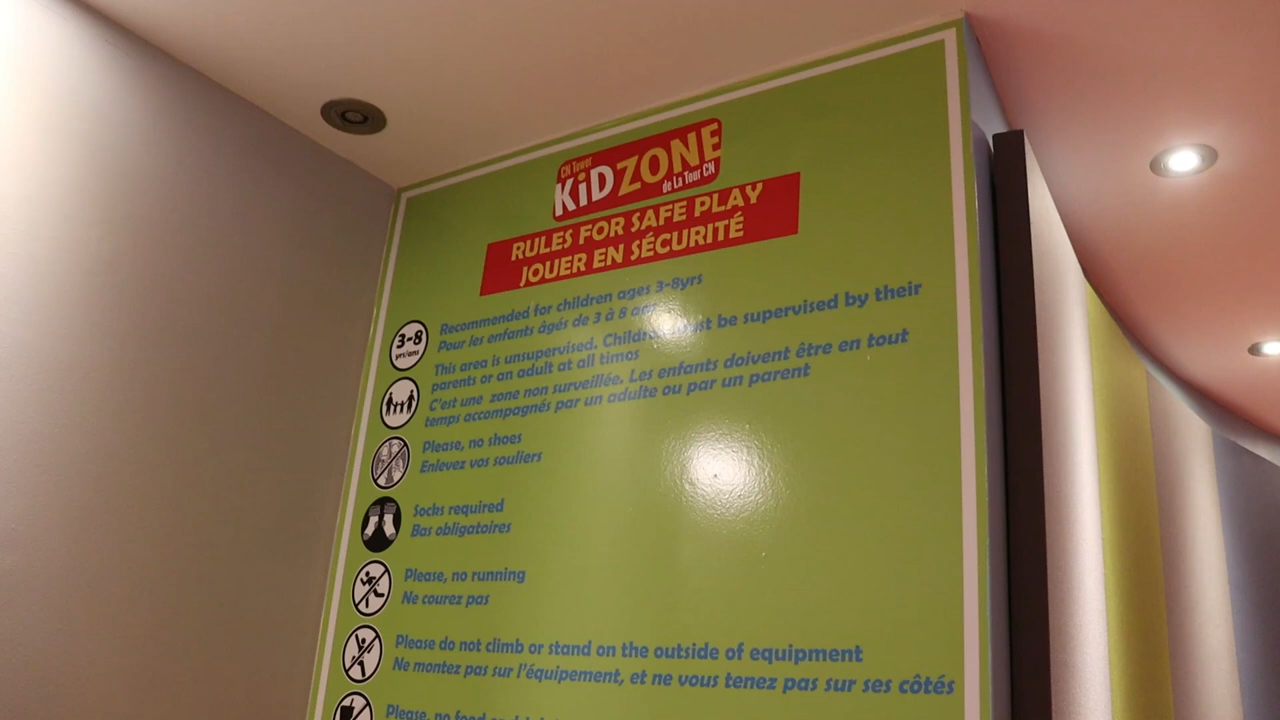 CN Tower
KiDZONE
de La Tour CN
RULES FOR SAFE PLAY
JOUER EN SÉCURITÉ
3-8
yrs/ans
Recommended for children ages 3-8yrs
Pour les enfants âgés de 3 à 8 ans
This area is unsupervised. Children must be supervised by their
parents or an adult at all timos
C'est une zone non surveillée. Les enfants doivent être en tout
temps accompagnés par un adulte ou par un parent
Please, no shoes
Enlevez vos souliers
Socks required
Bas obligatoires
Please, no running
Ne courez pas
Please do not climb or stand on the outside of equipment
Ne montez pas sur l'équipement, et ne vous tenez pas sur ses côtés
Please, no food